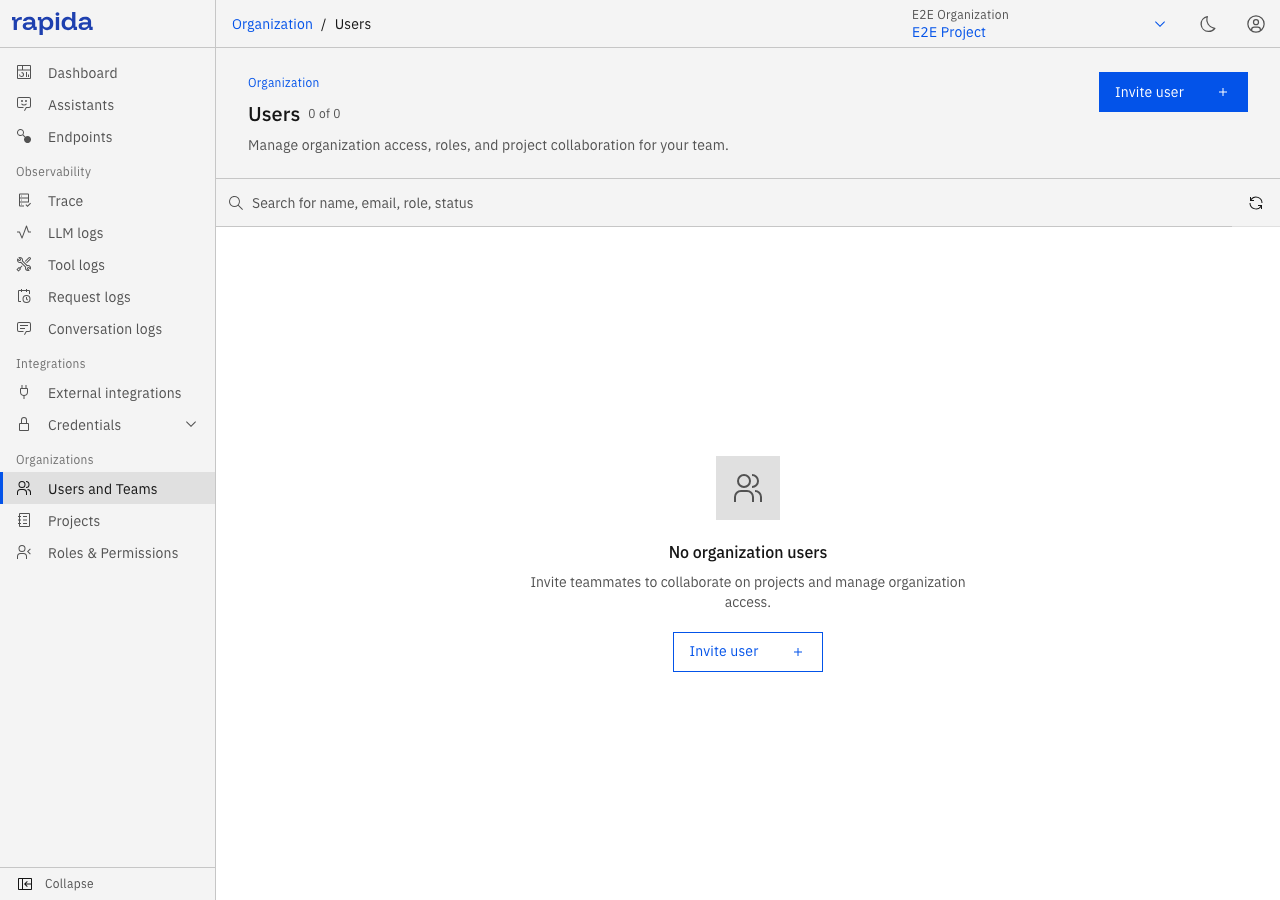 rapida
Organization / Users
E2E Organization
E2E Project
Dashboard
Assistants
Endpoints
Observability
Trace
LLM logs
Tool logs
Request logs
Conversation logs
Integrations
External integrations
Credentials
Organizations
Users and Teams
Projects
Roles & Permissions
Collapse
Organization
Users 0 of 0
Manage organization access, roles, and project collaboration for your team.
Invite user +
Search for name, email, role, status
No organization users
Invite teammates to collaborate on projects and manage organization
access.
Invite user +